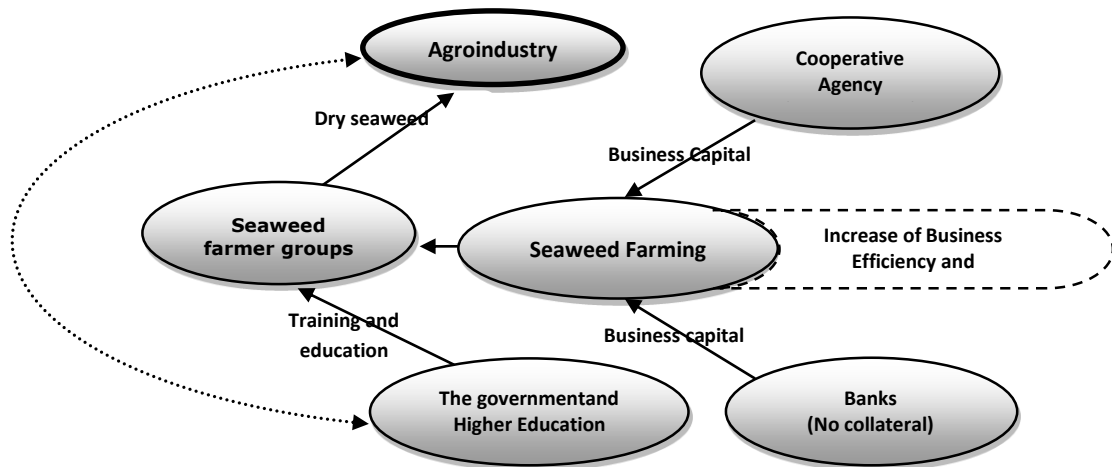 Agroindustry
Cooperative
Agency
Dry seaweed
Business Capital
Seaweed
farmer groups
Seaweed Farming
Increase of Business
Efficiency and
Training and
education
Business capital
The governmentand
Higher Education
Banks
(No collateral)